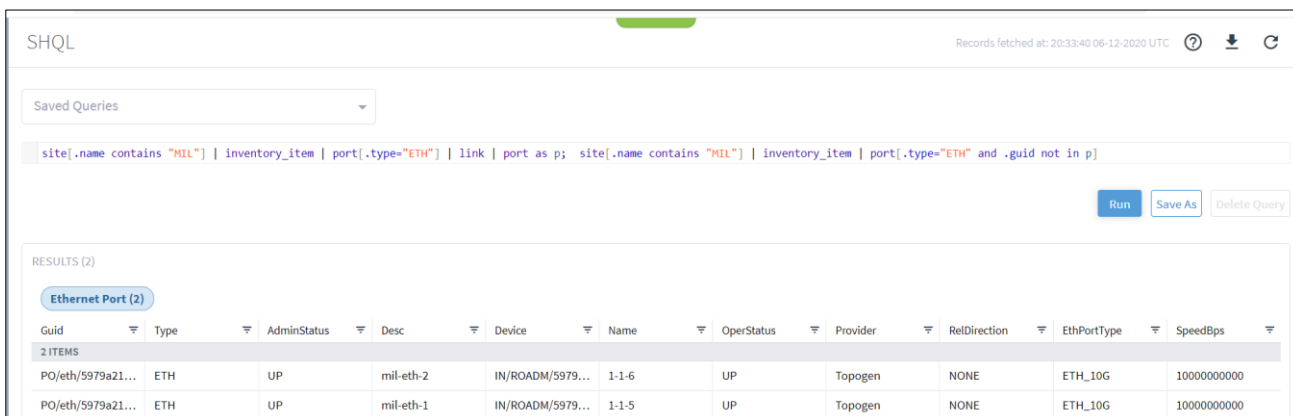 SHQL
Records fetched at: 20:33:40 06-12-2020 UTC
Saved Queries
site[.name contains "MIL"] | inventory_item | port[.type="ETH"] | link | port as p;  site[.name contains "MIL"] | inventory_item | port[.type="ETH" and .guid not in p]
Run Save As Delete Query
RESULTS (2)
Ethernet Port (2)
Guid Type AdminStatus Desc Device Name OperStatus Provider RelDirection EthPortType SpeedBps
2 ITEMS
PO/eth/5979a21... ETH UP mil-eth-2 IN/ROADM/5979... 1-1-6 UP Topogen NONE ETH_10G 10000000000
PO/eth/5979a21... ETH UP mil-eth-1 IN/ROADM/5979... 1-1-5 UP Topogen NONE ETH_10G 10000000000